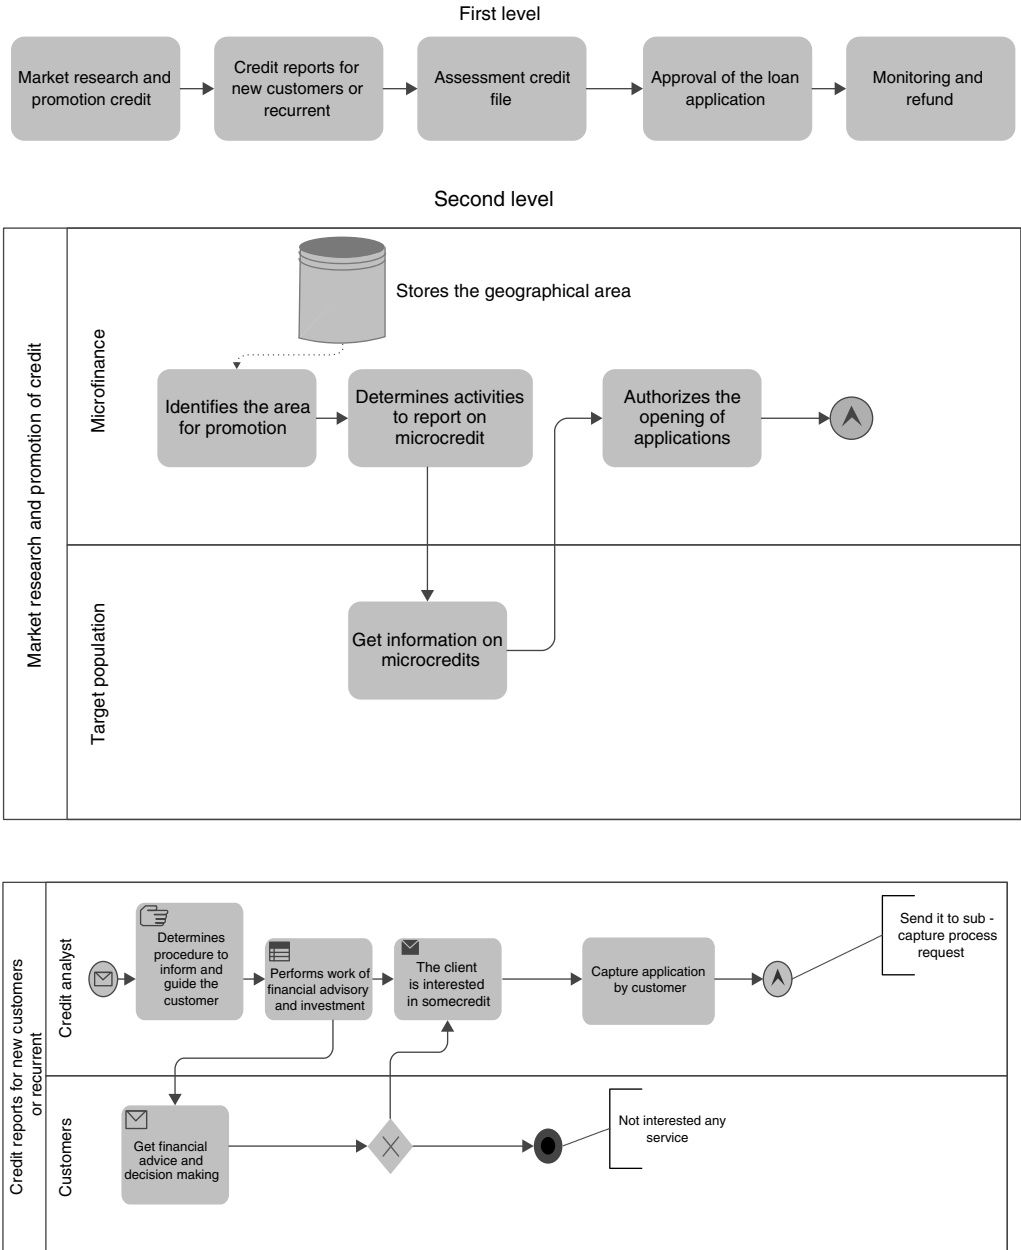 First level
Market research and
promotion credit
Credit reports for
new customers or
recurrent
Assessment credit
file
Approval of the loan
application
Monitoring and
refund
Second level
Market research and promotion of credit
Microfinance
Stores the geographical area
Identifies the area
for promotion
Determines activities
to report on
microcredit
Authorizes the
opening of
applications
Target population
Get information on
microcredits
Credit reports for new customers
or recurrent
Credit analyst
Determines
procedure to
inform and
guide the
customer
Performs work of
financial advisory
and investment
The client
is interested
in somecredit
Capture application
by customer
Send it to sub -
capture process
request
Customers
Get financial
advice and
decision making
Not interested any
service